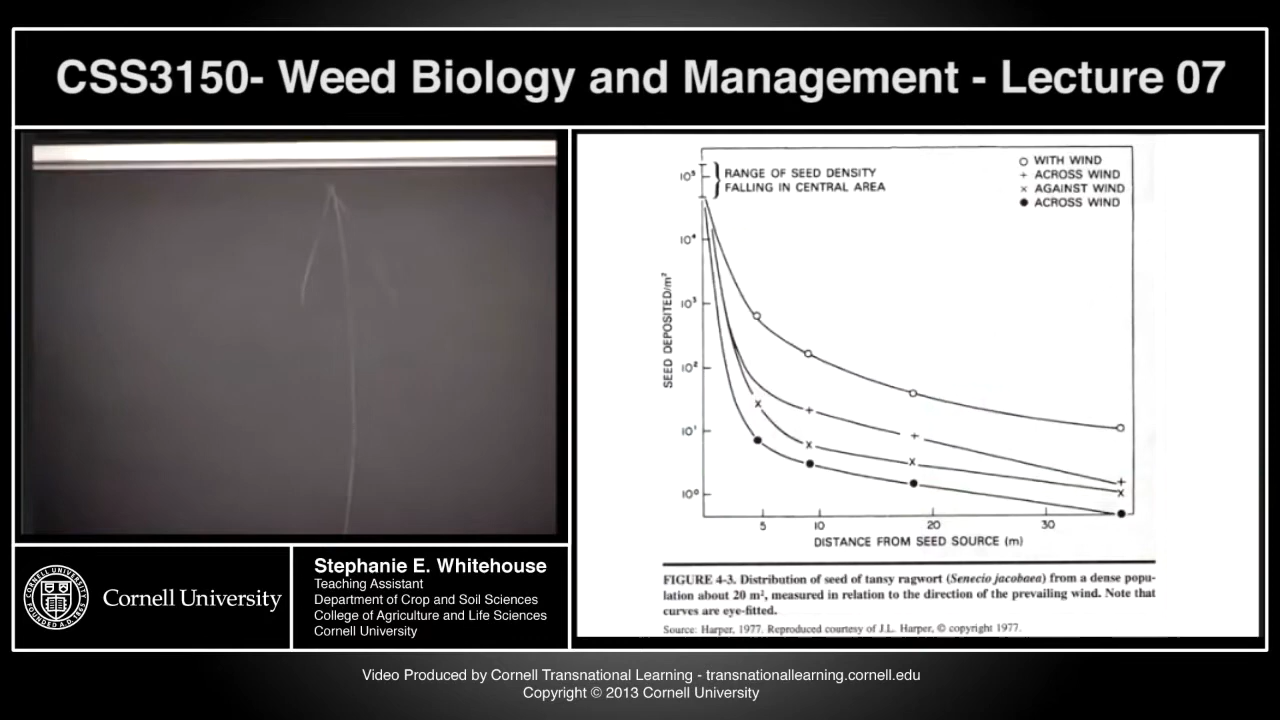 CSS3150- Weed Biology and Management - Lecture 07
10⁵
10⁴
10³
10²
10¹
10⁰
SEED DEPOSITED/m²
RANGE OF SEED DENSITY
FALLING IN CENTRAL AREA
WITH WIND
ACROSS WIND
AGAINST WIND
ACROSS WIND
5 10 20 30
DISTANCE FROM SEED SOURCE (m)
FIGURE 4-3. Distribution of seed of tansy ragwort (Senecio jacobaea) from a dense popu-
lation about 20 m², measured in relation to the direction of the prevailing wind. Note that
curves are eye-fitted.
Source: Harper, 1977. Reproduced courtesy of J.L. Harper, © copyright 1977.
CORNELL UNIVERSITY
FOUNDED A.D. 1865
Cornell University
Stephanie E. Whitehouse
Teaching Assistant
Department of Crop and Soil Sciences
College of Agriculture and Life Sciences
Cornell University
Video Produced by Cornell Transnational Learning - transnationallearning.cornell.edu
Copyright © 2013 Cornell University